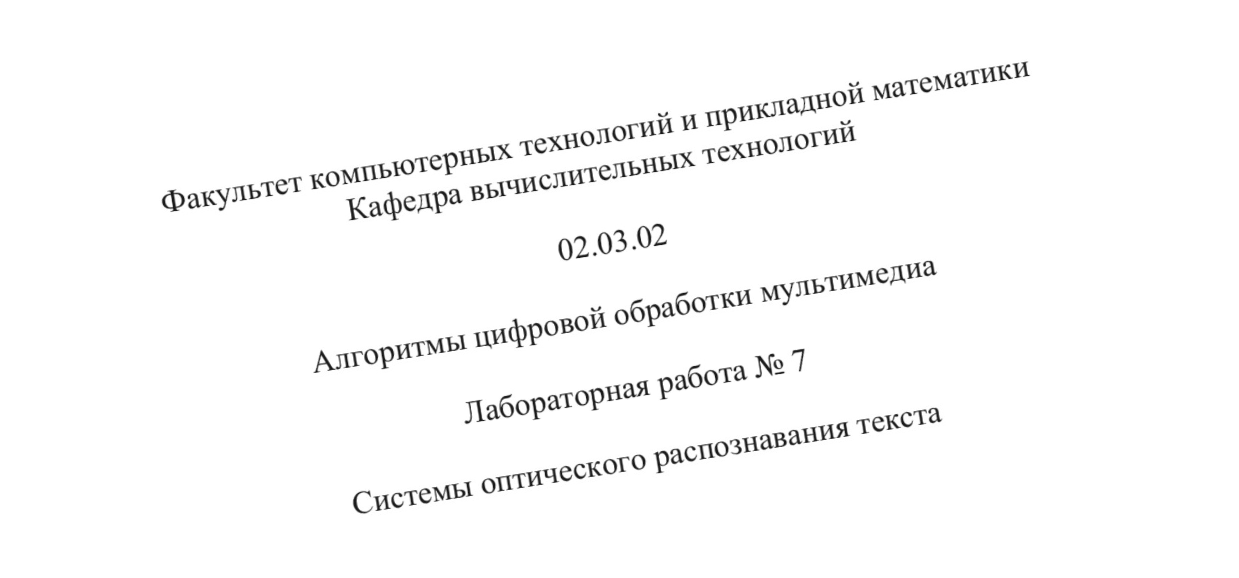 Факультет компьютерных технологий и прикладной математики
Кафедра вычислительных технологий
02.03.02
Алгоритмы цифровой обработки мультимедиа
Лабораторная работа № 7
Системы оптического распознавания текста